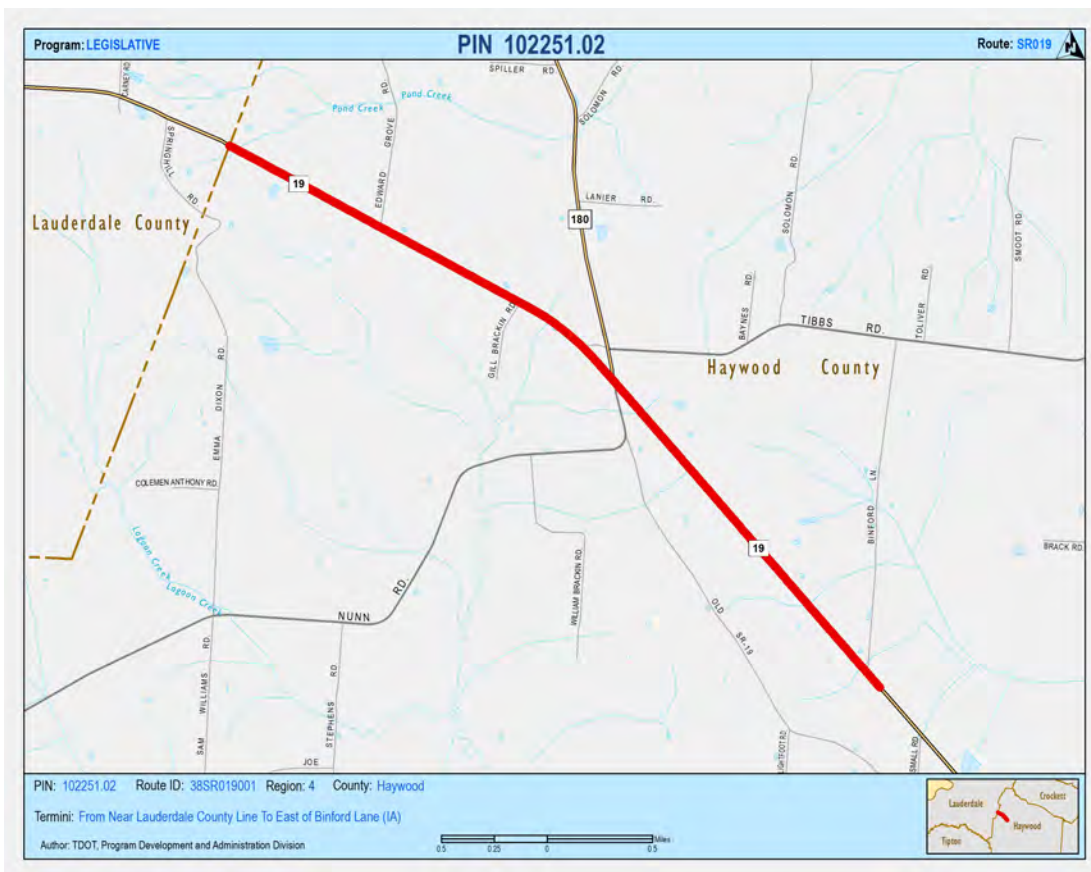 Program: LEGISLATIVE
PIN 102251.02
Route: SR019
N
SPILLER RD.
CARNEY RD.
Pond Creek
Pond Creek
SOLOMON RD.
SPRINGHILL RD.
EDWARD GROVE RD.
19
LANIER RD.
180
Lauderdale County
SOLOMON RD.
SMOOT RD.
BAYNES RD.
TOLIVER RD.
TIBBS RD.
GILL BRACKIN RD.
Haywood County
EMMA DIXON RD.
COLEMEN ANTHONY RD.
BINFORD LN.
Lagoon Creek
Lagoon Creek
19
BRACK RD.
WILLIAM BRACKIN RD.
NUNN RD.
OLD SR-19
SAM WILLIAMS RD.
STEPHENS RD.
JOE
LIGHTFOOT RD.
SMALL RD.
PIN: 102251.02 Route ID: 38SR019001 Region: 4 County: Haywood
Termini: From Near Lauderdale County Line To East of Binford Lane (IA)
Author: TDOT, Program Development and Administration Division
0.5 0.25 0 0.5 Miles
Lauderdale
Crockett
Haywood
Tipton